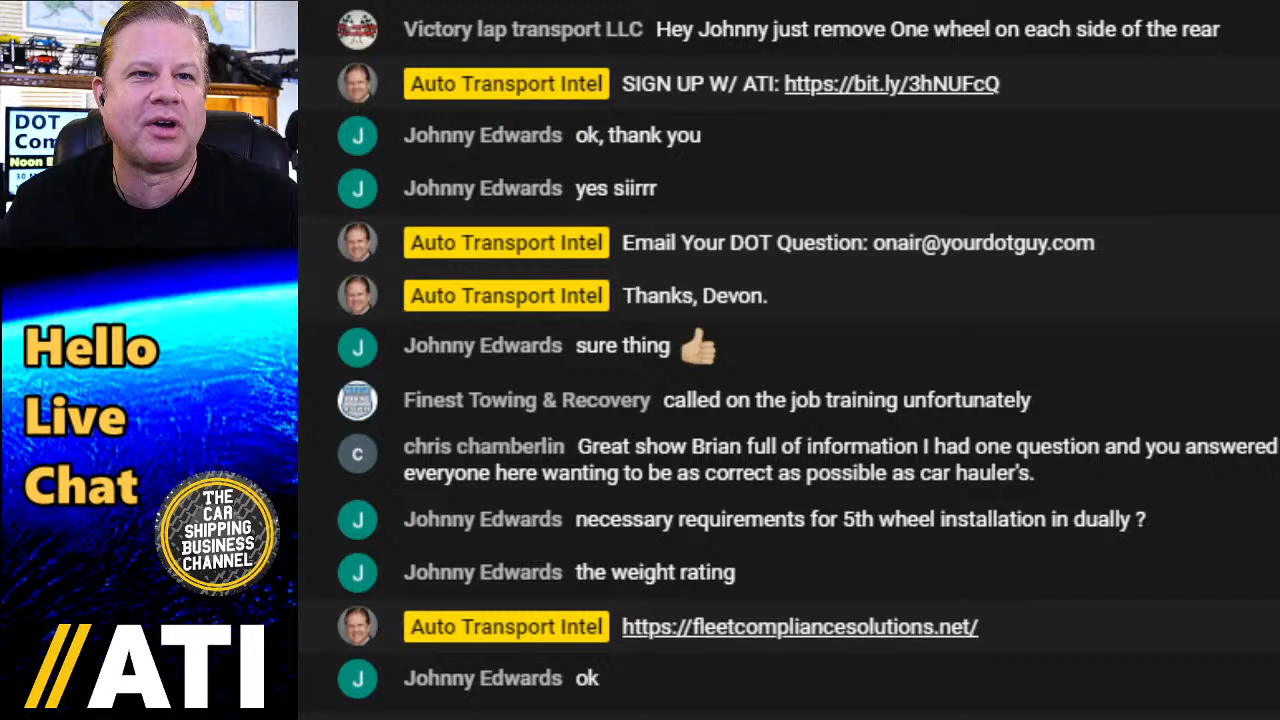 DOT
Com
Noon E
Hello
Live
Chat
THE
CAR
SHIPPING
BUSINESS
CHANNEL
//ATI
Victory lap transport LLC Hey Johnny just remove One wheel on each side of the rear
Auto Transport Intel SIGN UP W/ ATI: https://bit.ly/3hNUFcQ
J Johnny Edwards ok, thank you
J Johnny Edwards yes siirrr
Auto Transport Intel Email Your DOT Question: onair@yourdotguy.com
Auto Transport Intel Thanks, Devon.
J Johnny Edwards sure thing 👍🏼
Finest Towing & Recovery called on the job training unfortunately
c chris chamberlin Great show Brian full of information I had one question and you answered
everyone here wanting to be as correct as possible as car hauler's.
J Johnny Edwards necessary requirements for 5th wheel installation in dually ?
J Johnny Edwards the weight rating
Auto Transport Intel https://fleetcompliancesolutions.net/
J Johnny Edwards ok